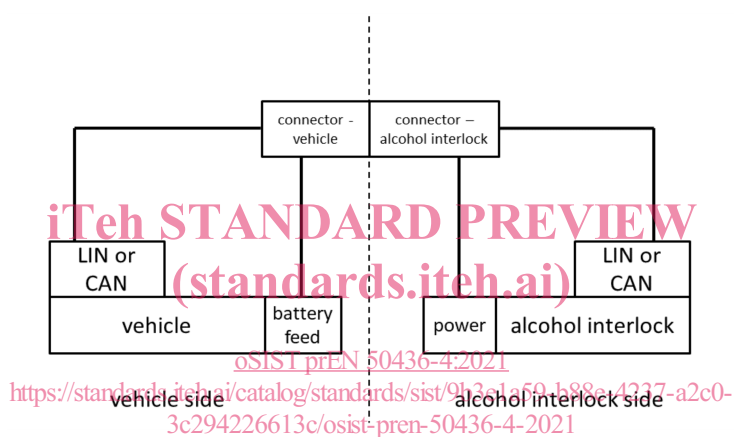 connector - connector –
vehicle alcohol interlock
iTeh STANDARD PREVIEW
LIN or LIN or
CAN (standards.iteh.ai) CAN
vehicle battery feed power alcohol interlock
oSIST prEN 50436-4:2021
https://standards.iteh.ai/catalog/standards/sist/9b3e1a59-b88e-4237-a2c0-
vehicle side alcohol interlock side
3c294226613c/osist-pren-50436-4-2021